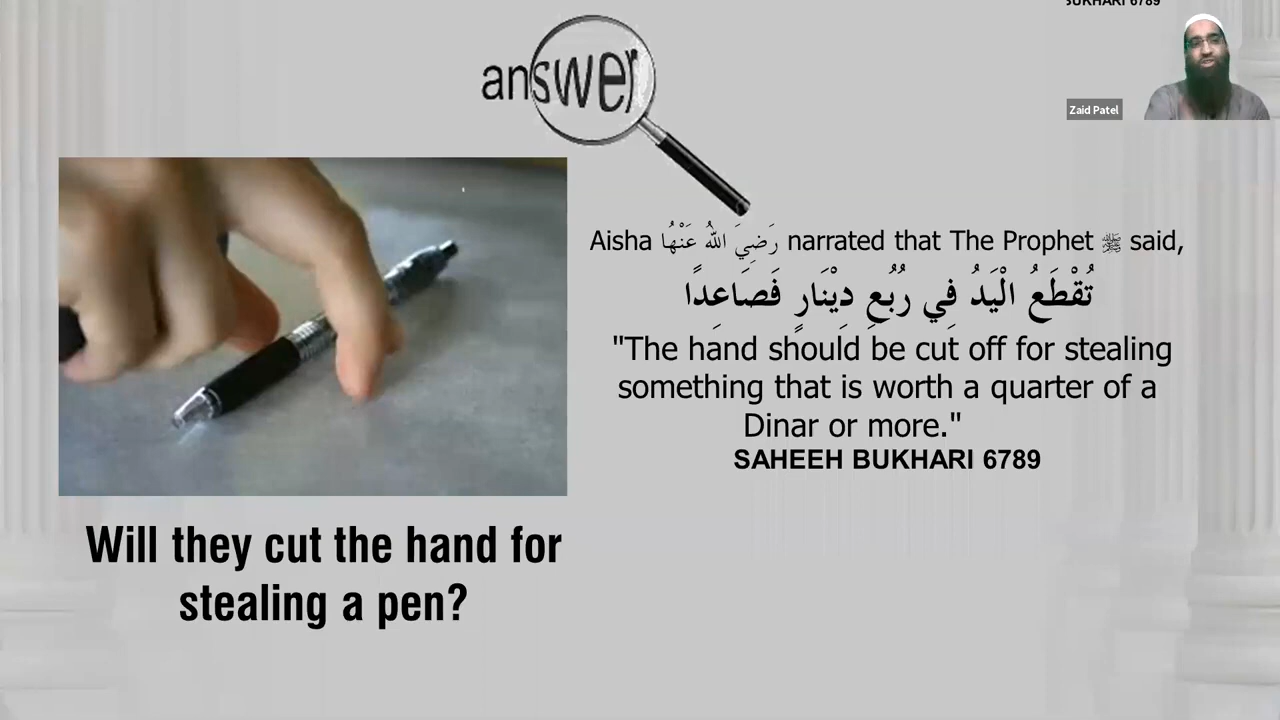 BUKHARI 6789
Zaid Patel
answer
Aisha رَضِيَ اللهُ عَنْهُا narrated that The Prophet ﷺ said,
تُقْطَعُ الْيَدُ فِي رُبُعِ دِيْنَارٍ فَصَاعِدًا
"The hand should be cut off for stealing
something that is worth a quarter of a
Dinar or more."
SAHEEH BUKHARI 6789
Will they cut the hand for
stealing a pen?